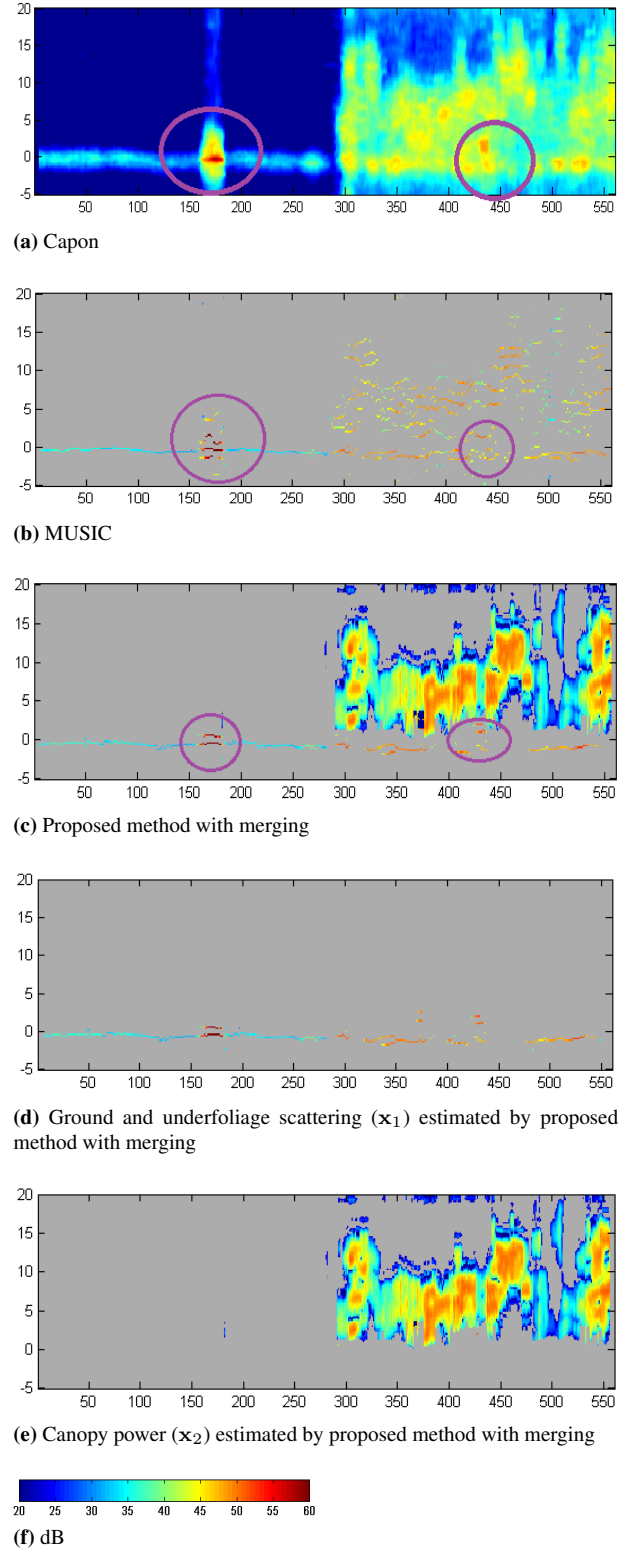 20
15
10
5
0
-5
50 100 150 200 250 300 350 400 450 500 550
(a) Capon
20
15
10
5
0
-5
50 100 150 200 250 300 350 400 450 500 550
(b) MUSIC
20
15
10
5
0
-5
50 100 150 200 250 300 350 400 450 500 550
(c) Proposed method with merging
20
15
10
5
0
-5
50 100 150 200 250 300 350 400 450 500 550
(d) Ground and underfoliage scattering (x₁) estimated by proposed
method with merging
20
15
10
5
0
-5
50 100 150 200 250 300 350 400 450 500 550
(e) Canopy power (x₂) estimated by proposed method with merging
20 25 30 35 40 45 50 55 60
(f) dB